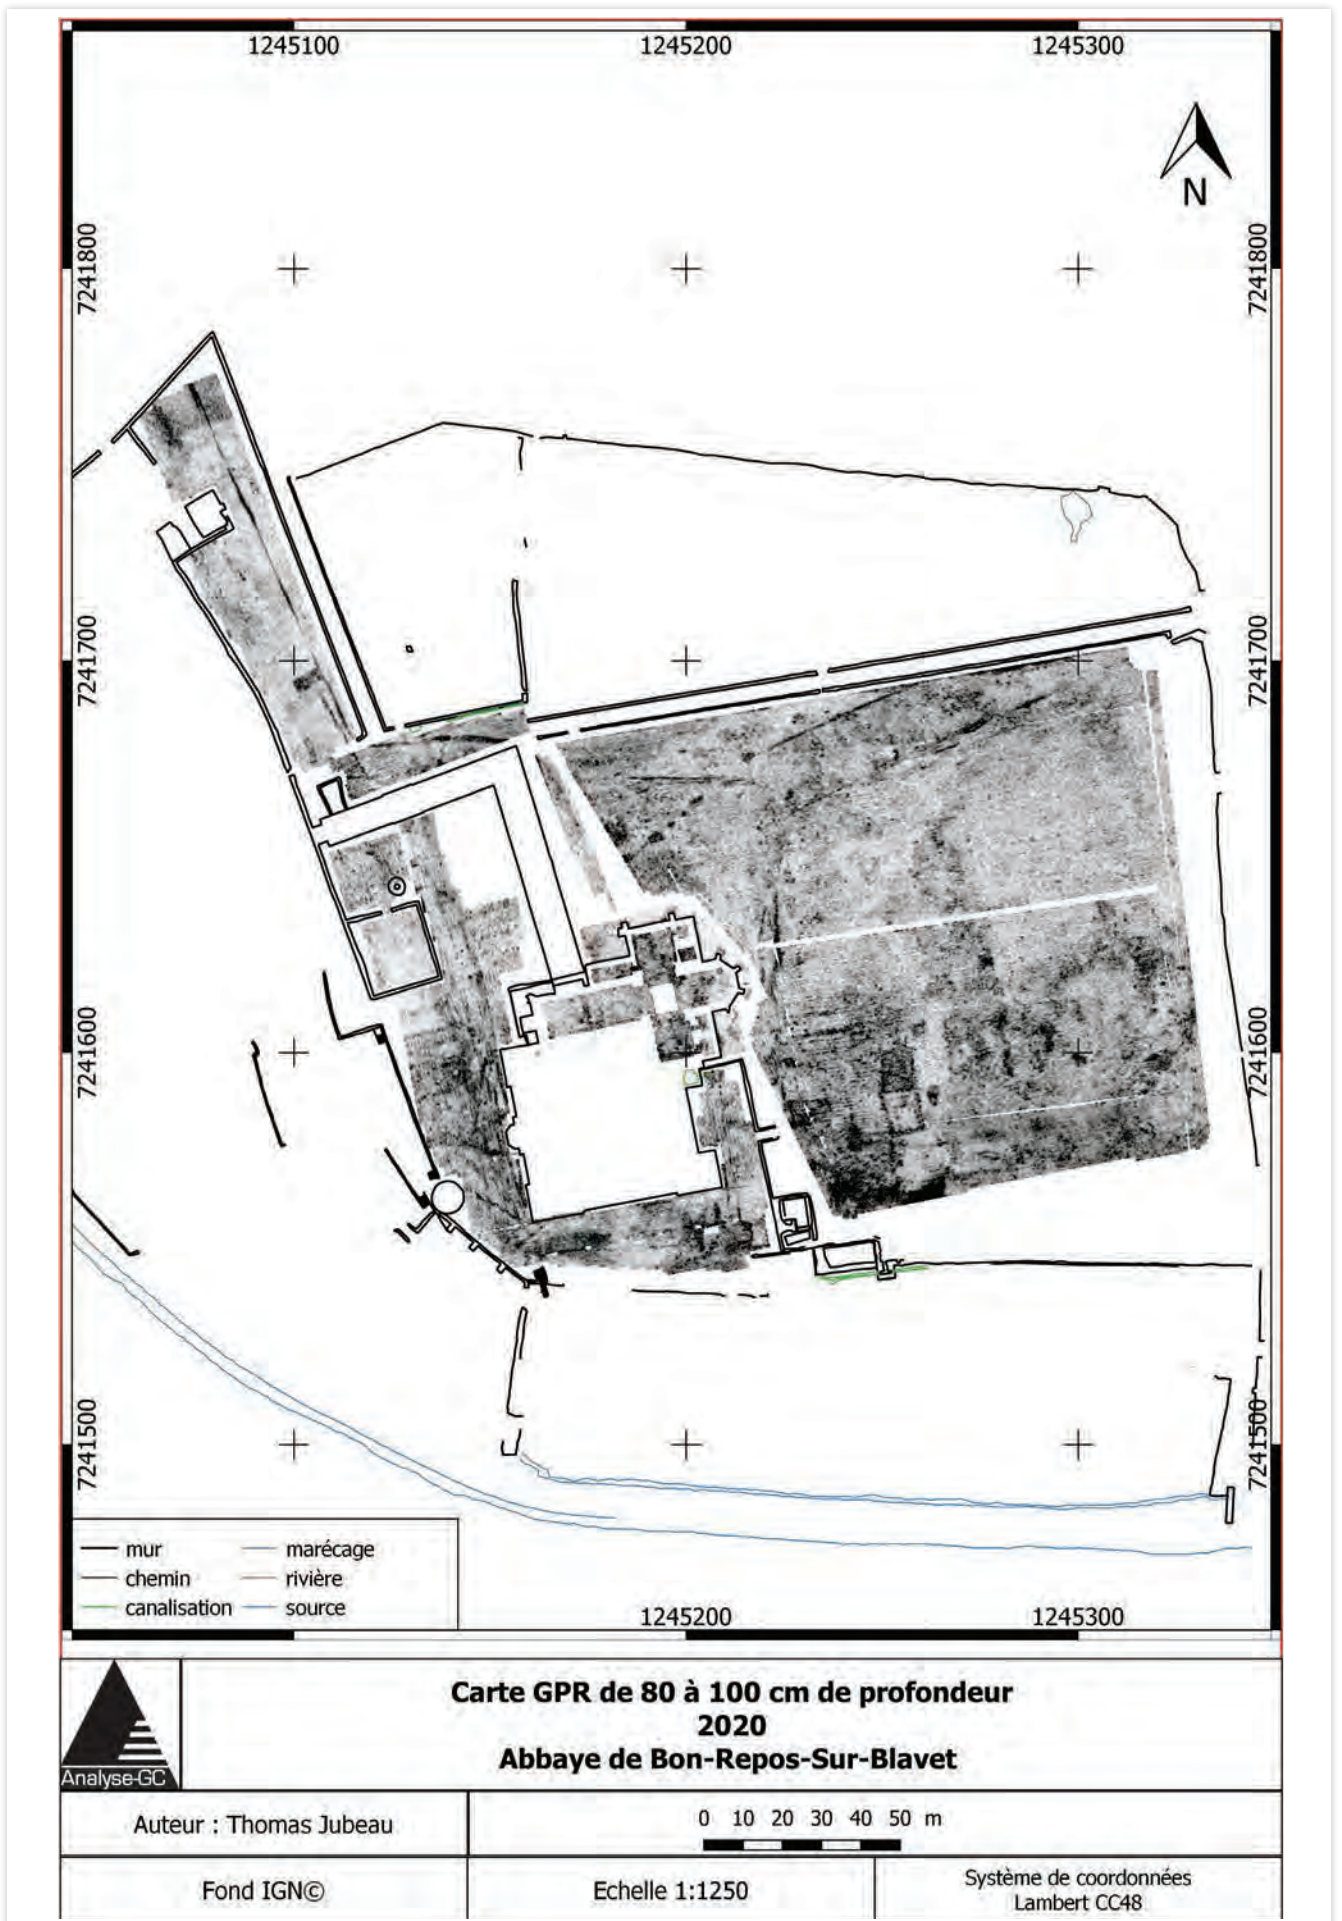 1245100 1245200 1245300
N
7241800 7241800
7241700 7241700
7241600 7241600
7241500 7241500
mur marécage
chemin rivière
canalisation source
1245200 1245300
Carte GPR de 80 à 100 cm de profondeur
2020
Abbaye de Bon-Repos-Sur-Blavet
Analyse-GC
Auteur : Thomas Jubeau
0 10 20 30 40 50 m
Fond IGN©
Echelle 1:1250
Système de coordonnées
Lambert CC48